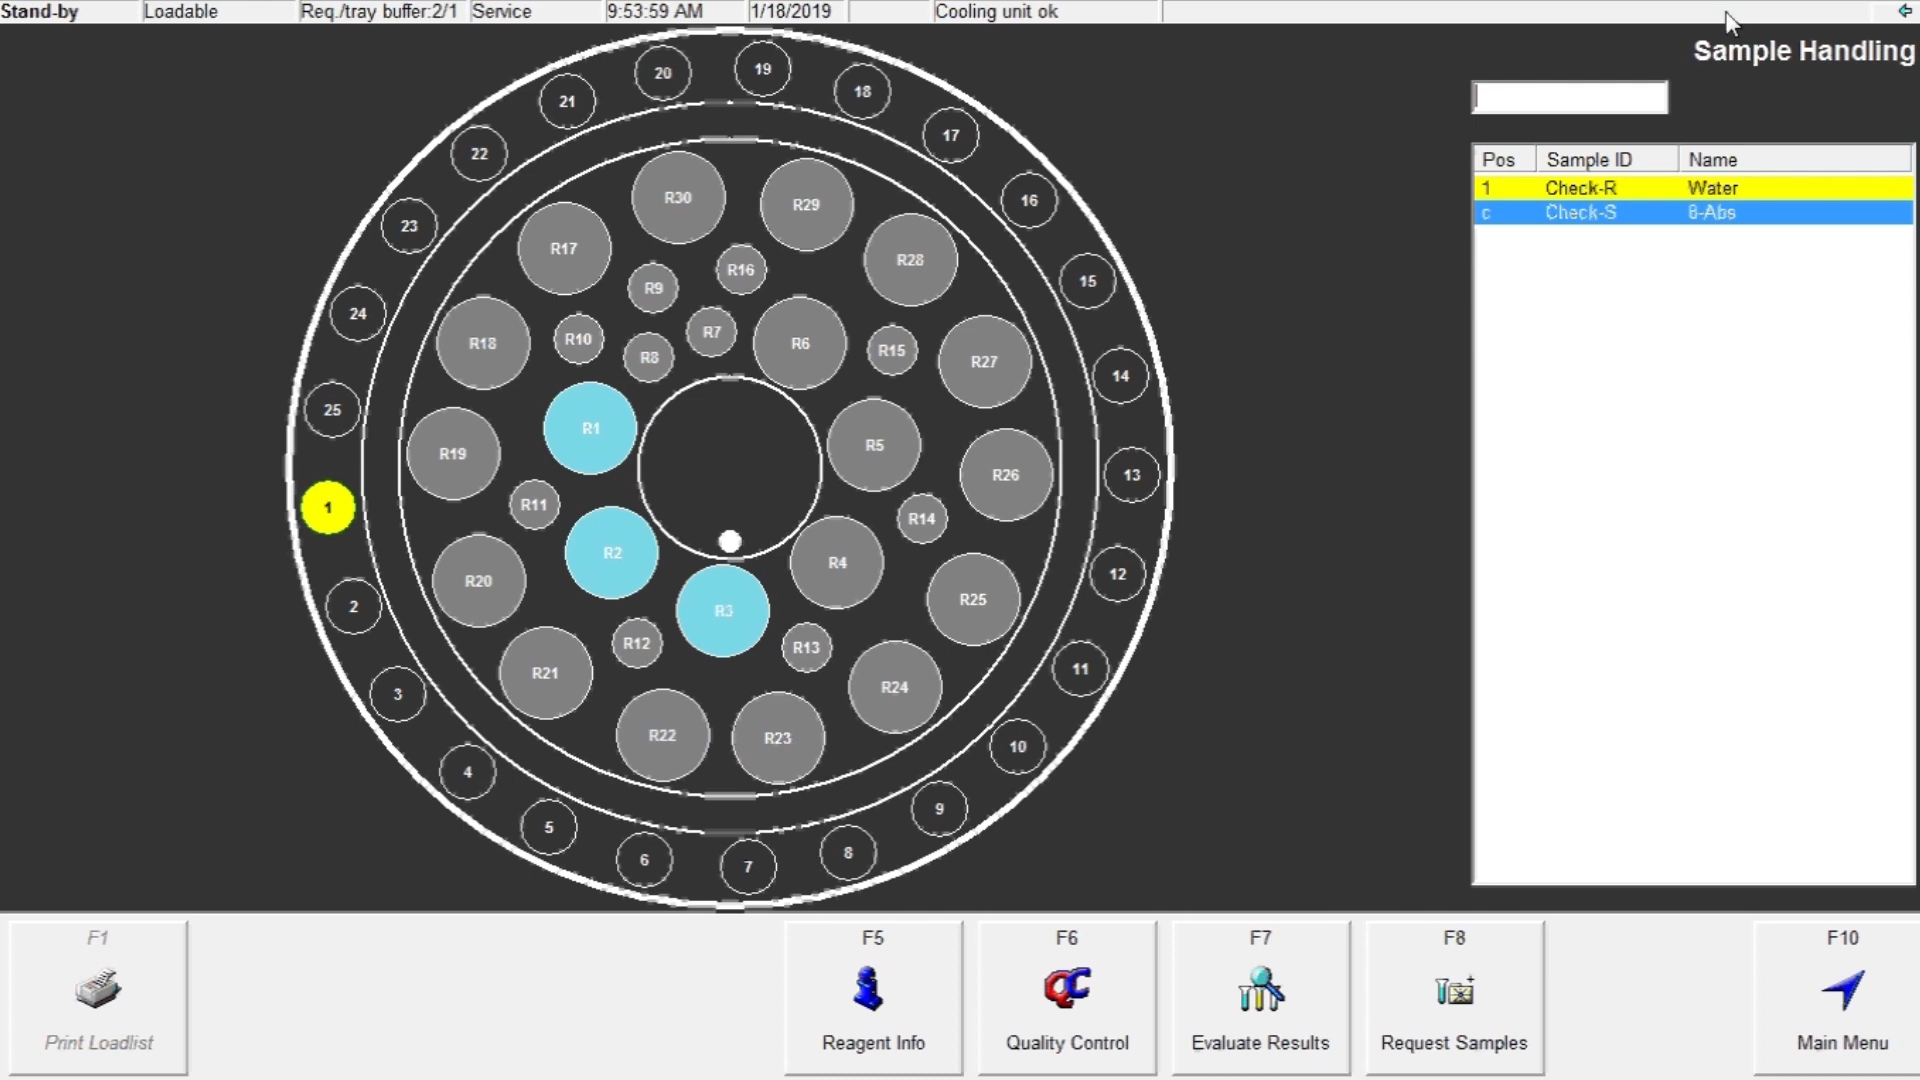 Stand-by Loadable Req./tray buffer:2/1 Service 9:53:59 AM 1/18/2019 Cooling unit ok
Sample Handling
Pos Sample ID Name
1 Check-R Water
c Check-S 8-Abs
19
20
18
21
17
22
16
23
15
24
14
25
13
1
12
2
11
3
10
4
9
5
8
6
7
R30
R29
R17
R28
R16
R9
R7
R10
R18
R6
R15
R8
R27
R1
R5
R19
R26
R11
R14
R2
R4
R20
R25
R3
R12
R13
R21
R24
R22
R23
F1
Print Loadlist
F5
Reagent Info
F6
QC
Quality Control
F7
Evaluate Results
F8
Request Samples
F10
Main Menu